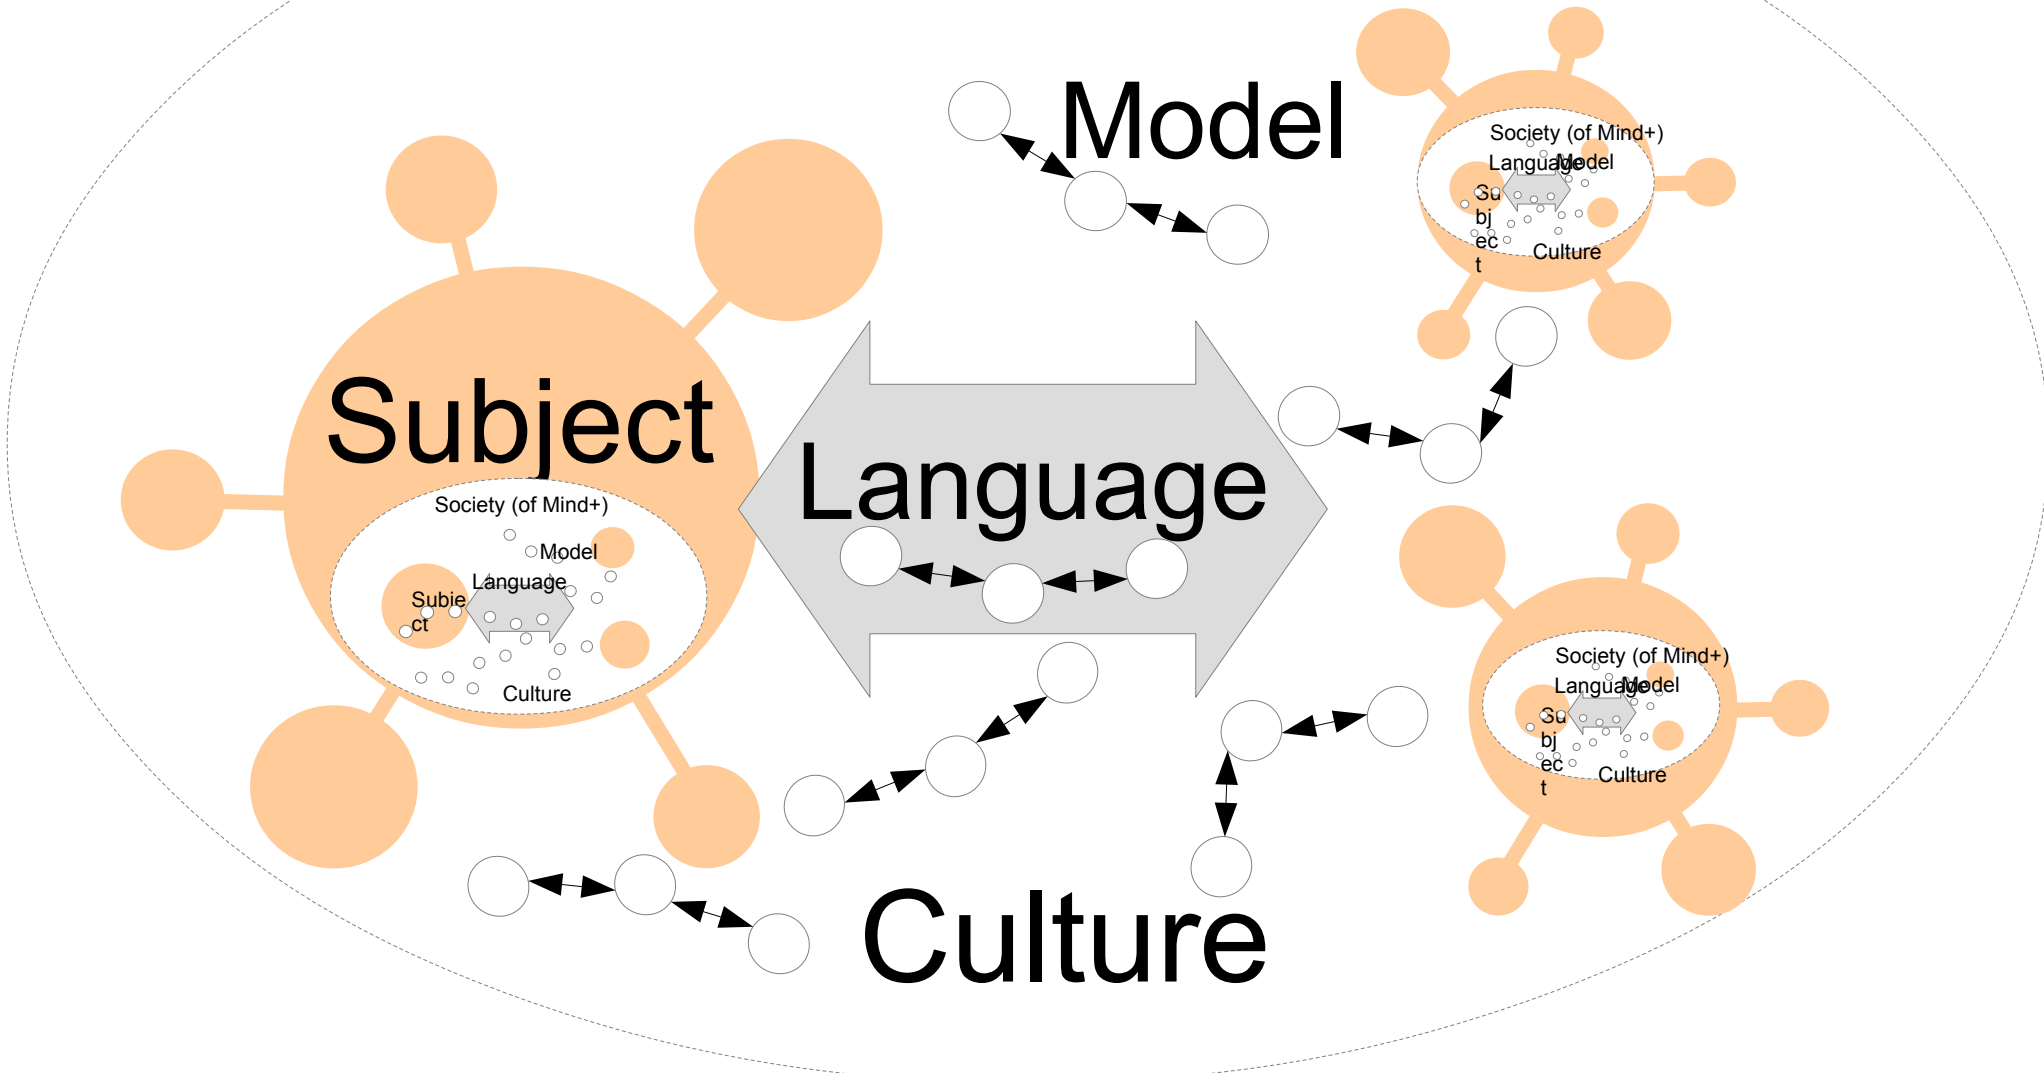 Model
Society (of Mind+)
Language
Model
Su
bj
ec
t
Culture
Subject
Language
Society (of Mind+)
Model
Language
Subje
ct
Culture
Society (of Mind+)
Language
Model
Su
bj
ec
t
Culture
Culture